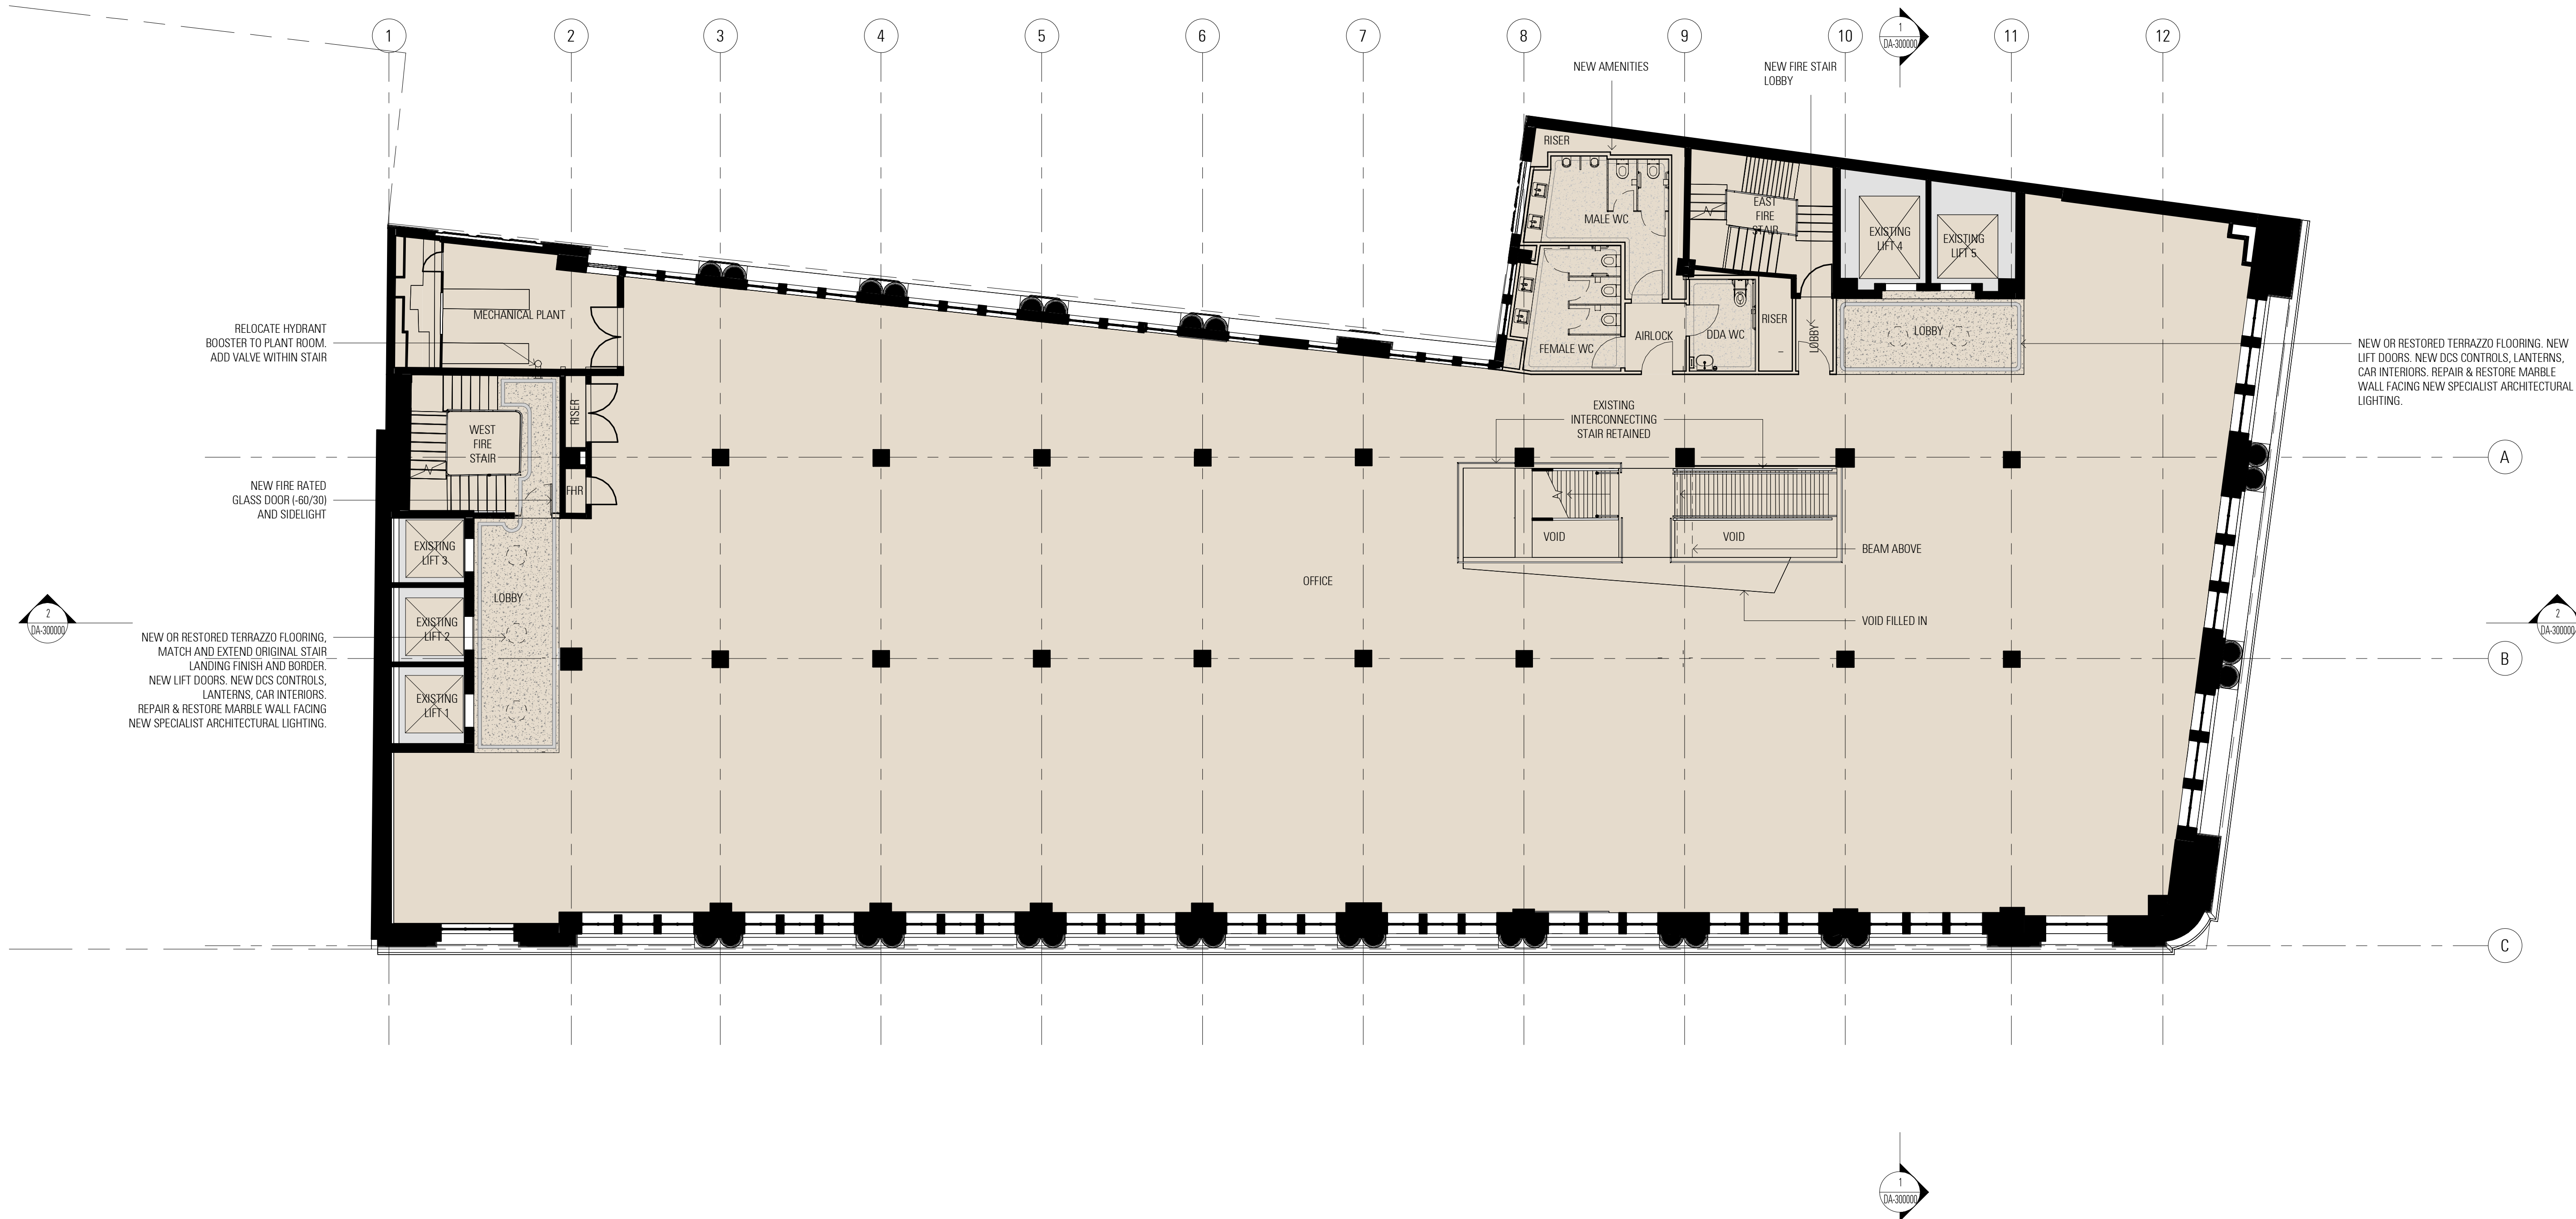 1
2
3
4
5
6
7
8
9
10
11
12
1
DA-300000
NEW AMENITIES
NEW FIRE STAIR
LOBBY
RISER
MALE WC
EAST
FIRE
STAIR
EXISTING
LIFT 4
EXISTING
LIFT 5
MECHANICAL PLANT
RELOCATE HYDRANT
BOOSTER TO PLANT ROOM.
ADD VALVE WITHIN STAIR
FEMALE WC
AIRLOCK
DDA WC
RISER
LOBBY
LOBBY
NEW OR RESTORED TERRAZZO FLOORING. NEW
LIFT DOORS. NEW DCS CONTROLS, LANTERNS,
CAR INTERIORS. REPAIR & RESTORE MARBLE
WALL FACING NEW SPECIALIST ARCHITECTURAL
LIGHTING.
RISER
WEST
FIRE
STAIR
EXISTING
INTERCONNECTING
STAIR RETAINED
A
NEW FIRE RATED
GLASS DOOR (-60/30)
AND SIDELIGHT
FHR
VOID
VOID
BEAM ABOVE
EXISTING
LIFT 3
OFFICE
LOBBY
2
DA-300000
EXISTING
LIFT 2
VOID FILLED IN
2
DA-300000
NEW OR RESTORED TERRAZZO FLOORING,
MATCH AND EXTEND ORIGINAL STAIR
LANDING FINISH AND BORDER.
NEW LIFT DOORS. NEW DCS CONTROLS,
LANTERNS, CAR INTERIORS.
REPAIR & RESTORE MARBLE WALL FACING
NEW SPECIALIST ARCHITECTURAL LIGHTING.
B
EXISTING
LIFT 1
C
1
DA-300000